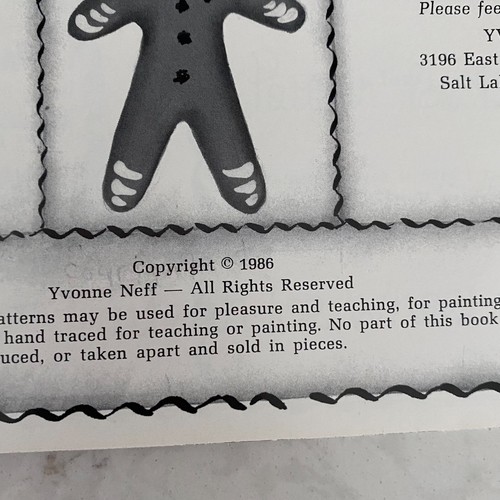 Please fee
YV
3196 East
Salt La
Copyright © 1986
Yvonne Neff — All Rights Reserved
atterns may be used for pleasure and teaching, for painting
hand traced for teaching or painting. No part of this book
uced, or taken apart and sold in pieces.